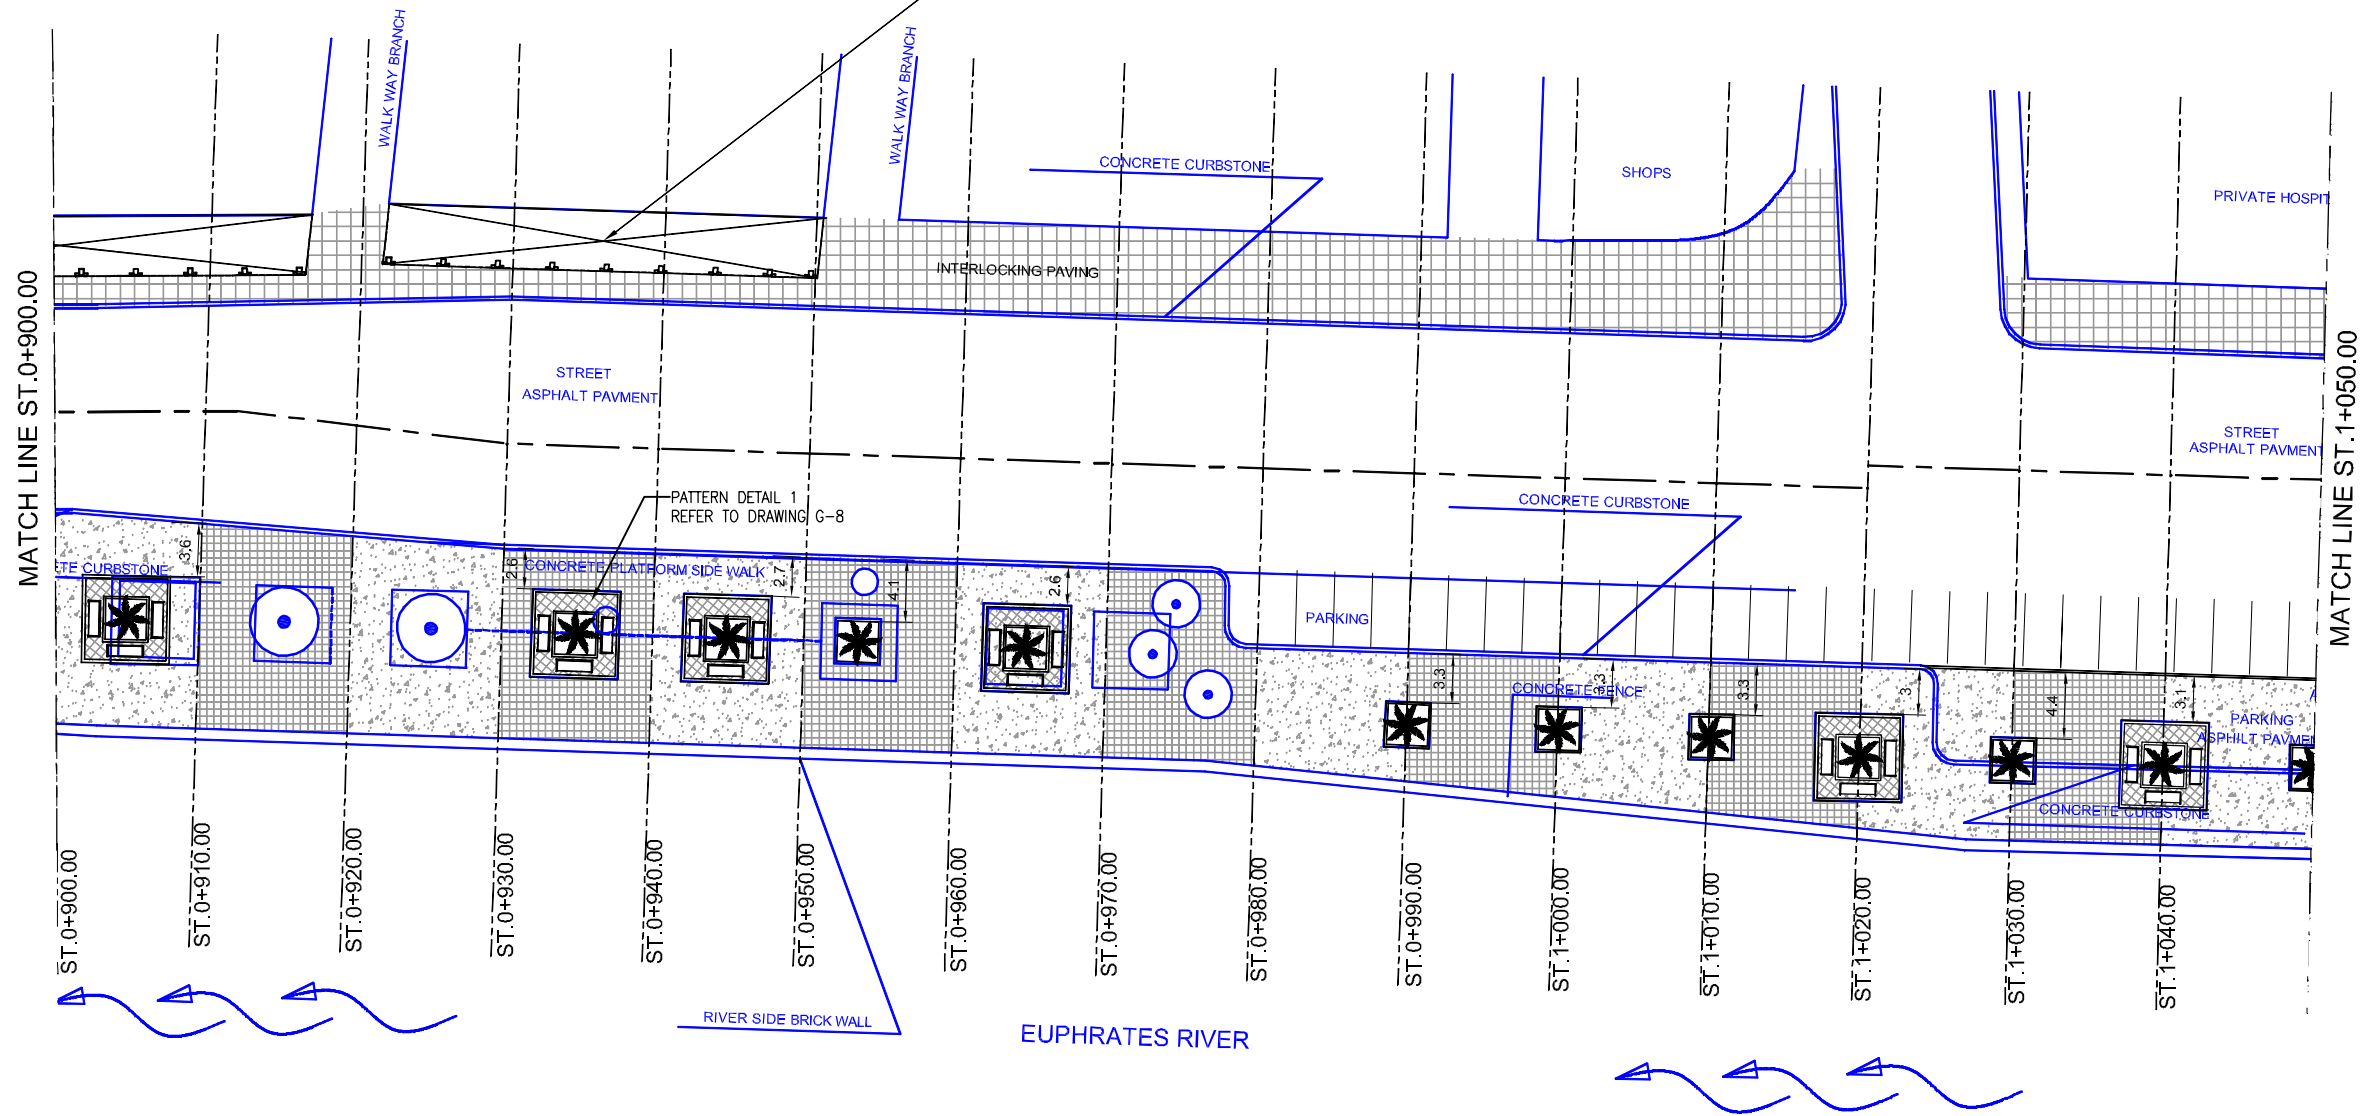 WALK WAY BRANCH
WALK WAY BRANCH
CONCRETE CURBSTONE
SHOPS
PRIVATE HOSPIT
INTERLOCKING PAVING
MATCH LINE ST.0+900.00
MATCH LINE ST.1+050.00
STREET
ASPHALT PAVMENT
STREET
ASPHALT PAVMENT
PATTERN DETAIL 1
REFER TO DRAWING G-8
CONCRETE CURBSTONE
3.6
TE CURBSTONE
2.6
CONCRETE PLATFORM SIDE WALK
2.7
4.1
2.6
PARKING
3.3
CONCRETE FENCE
3.3
3.3
3
4.4
3.1
PARKING
ASPHILT PAVMEN
CONCRETE CURBSTONE
ST.0+900.00
ST.0+910.00
ST.0+920.00
ST.0+930.00
ST.0+940.00
ST.0+950.00
ST.0+960.00
ST.0+970.00
ST.0+980.00
ST.0+990.00
ST.1+000.00
ST.1+010.00
ST.1+020.00
ST.1+030.00
ST.1+040.00
RIVER SIDE BRICK WALL
EUPHRATES RIVER